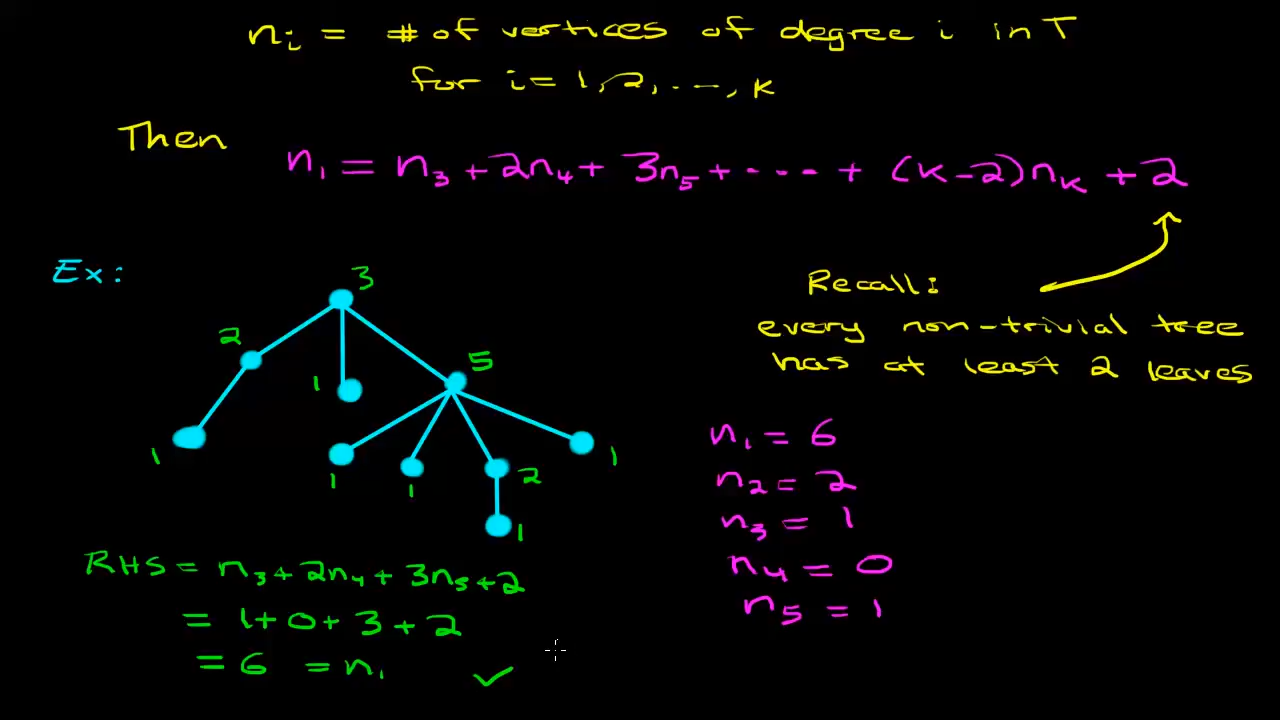 nᵢ = # of vertices of degree i in T
for i = 1, 2, ..., k
Then
n₁ = n₃ + 2n₄ + 3n₅ + ···· + (k-2)nₖ + 2
Ex:
Recall:
every non-trivial tree
has at least 2 leaves
3
2
1
5
1
1
1
2
1
1
n₁ = 6
n₂ = 2
n₃ = 1
n₄ = 0
n₅ = 1
RHS = n₃ + 2n₄ + 3n₅ + 2
= 1 + 0 + 3 + 2
= 6 = n₁ ✓